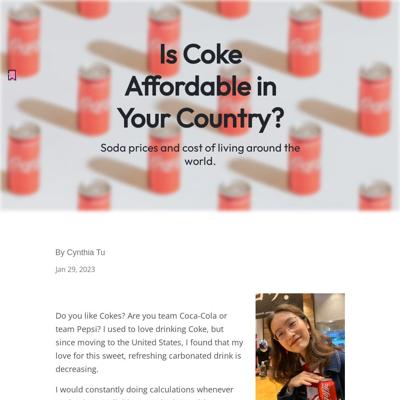 Is Coke
Affordable in
Your Country?
Soda prices and cost of living around the
world.
By Cynthia Tu
Jan 29, 2023
Do you like Cokes? Are you team Coca-Cola or
team Pepsi? I used to love drinking Coke, but
since moving to the United States, I found that my
love for this sweet, refreshing carbonated drink is
decreasing.
I would constantly doing calculations whenever